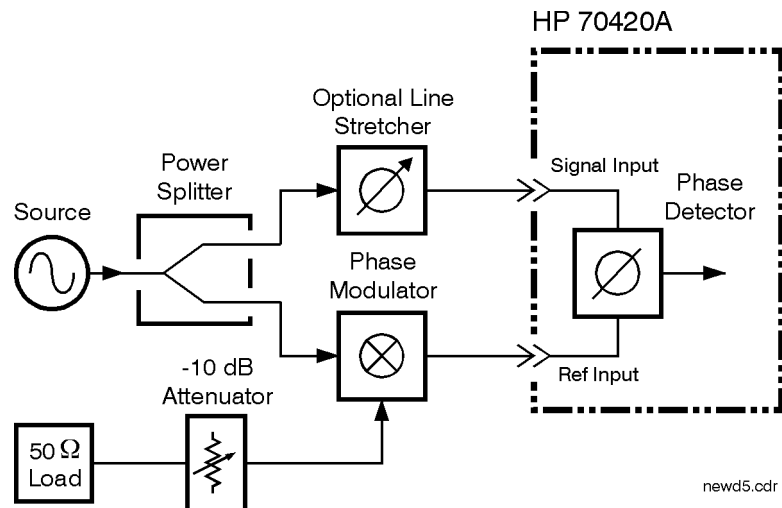 HP 70420A
Optional Line
Stretcher
Power
Splitter
Signal Input
Phase
Detector
Source
Phase
Modulator
-10 dB
Attenuator
Ref Input
50 Ω
Load
newd5.cdr